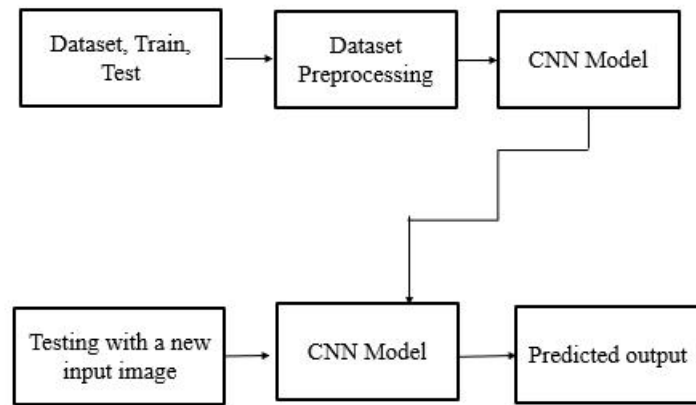 Dataset, Train,
Test
Dataset
Preprocessing
CNN Model
Testing with a new
input image
CNN Model
Predicted output